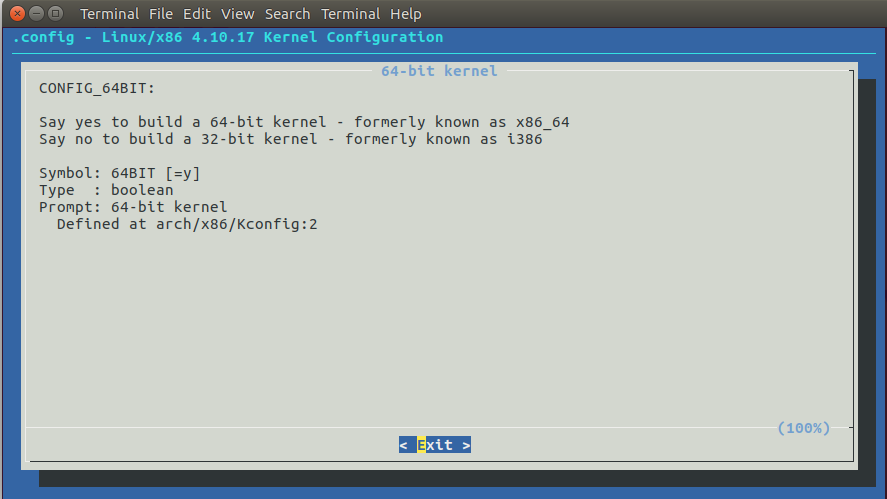 Terminal File Edit View Search Terminal Help
.config - Linux/x86 4.10.17 Kernel Configuration
64-bit kernel
CONFIG_64BIT:
Say yes to build a 64-bit kernel - formerly known as x86_64
Say no to build a 32-bit kernel - formerly known as i386
Symbol: 64BIT [=y]
Type  : boolean
Prompt: 64-bit kernel
  Defined at arch/x86/Kconfig:2
(100%)
< Exit >